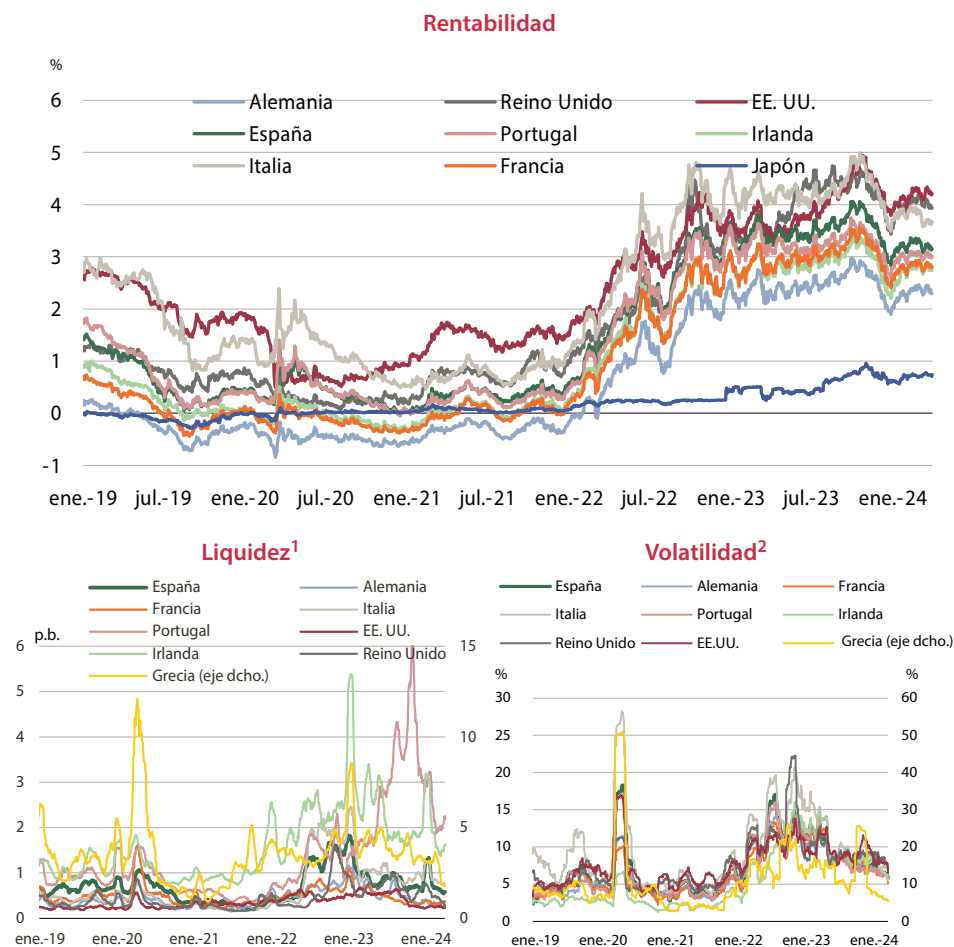 Rentabilidad
%
Alemania Reino Unido EE. UU.
España Portugal Irlanda
Italia Francia Japón
6
5
4
3
2
1
0
-1
ene.-19 jul.-19 ene.-20 jul.-20 ene.-21 jul.-21 ene.-22 jul.-22 ene.-23 jul.-23 ene.-24
Liquidez¹
España Alemania
Francia Italia
Portugal EE. UU.
Irlanda Reino Unido
Grecia (eje dcho.)
p.b.
6 15
5
4 10
3
2 5
1
0 0
ene.-19 ene.-20 ene.-21 ene.-22 ene.-23 ene.-24
Volatilidad²
España Alemania Francia
Italia Portugal Irlanda
Reino Unido EE.UU. Grecia (eje dcho.)
% %
30 60
25 50
20 40
15 30
10 20
5 10
0 0
ene.-19 ene.-20 ene.-21 ene.-22 ene.-23 ene.-24